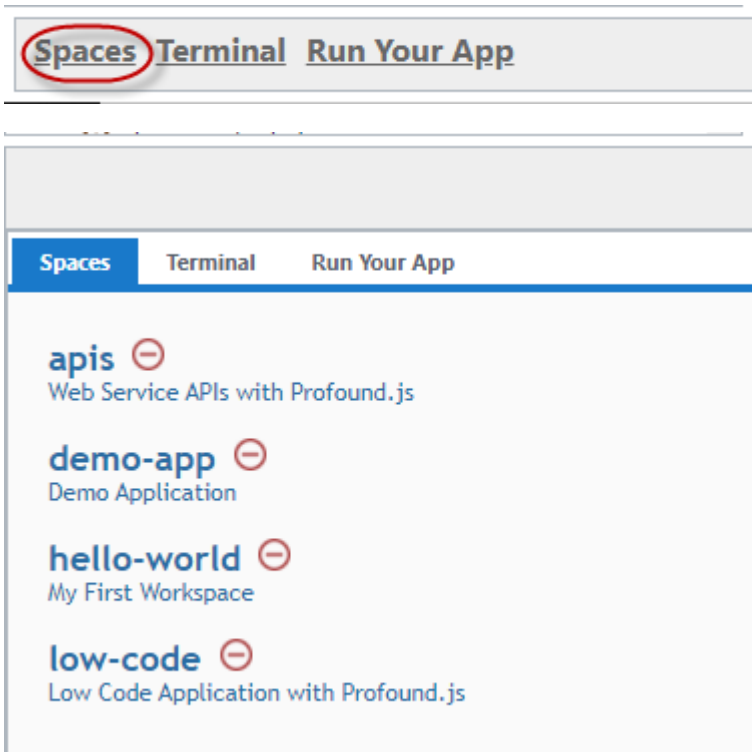 Spaces Terminal Run Your App
Spaces Terminal Run Your App
apis
Web Service APIs with Profound.js
demo-app
Demo Application
hello-world
My First Workspace
low-code
Low Code Application with Profound.js